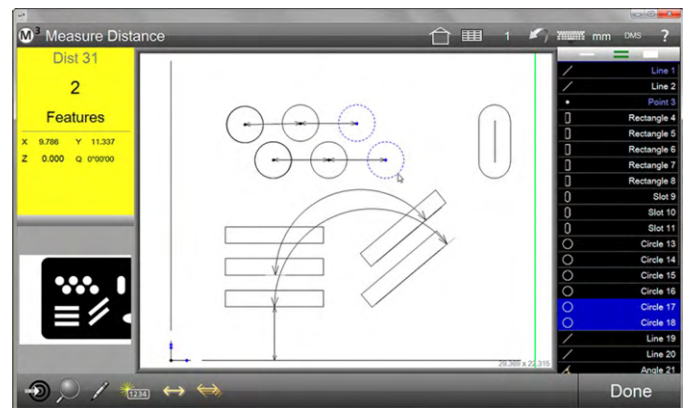 M3 Measure Distance
1
mm
DMS
?
Dist 31
2
Features
X 9.786 Y 11.337
Z 0.000 Q 0°00'00
Line 1
Line 2
Point 3
Rectangle 4
Rectangle 5
Rectangle 6
Rectangle 7
Rectangle 8
Slot 9
Slot 10
Slot 11
Circle 13
Circle 14
Circle 15
Circle 16
Circle 17
Circle 18
Line 19
Line 20
Angle 21
29.369 x 22.315
1234
Done